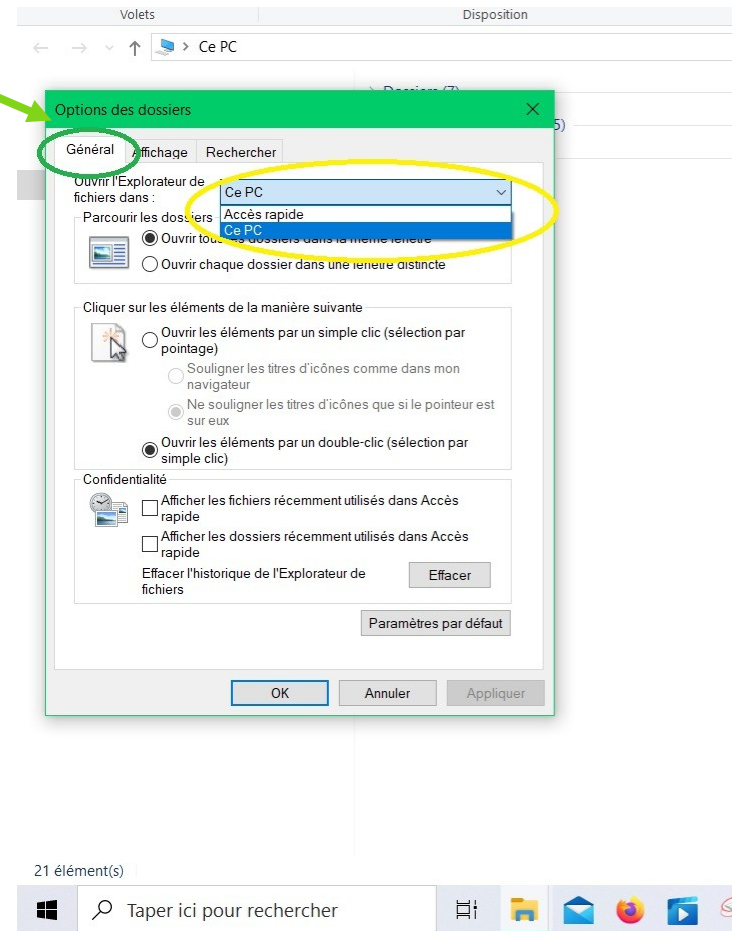 Volets
Disposition
Ce PC
Dossiers (7)
5)
Options des dossiers
Général
Affichage
Rechercher
Ouvrir l'Explorateur de
fichiers dans :
Ce PC
Accès rapide
Ce PC
Parcourir les dossiers
Ouvrir tous les dossiers dans la même fenêtre
Ouvrir chaque dossier dans une fenêtre distincte
Cliquer sur les éléments de la manière suivante
Ouvrir les éléments par un simple clic (sélection par
pointage)
Souligner les titres d'icônes comme dans mon
navigateur
Ne souligner les titres d'icônes que si le pointeur est
sur eux
Ouvrir les éléments par un double-clic (sélection par
simple clic)
Confidentialité
Afficher les fichiers récemment utilisés dans Accès
rapide
Afficher les dossiers récemment utilisés dans Accès
rapide
Effacer l'historique de l'Explorateur de
fichiers
Effacer
Paramètres par défaut
OK
Annuler
Appliquer
21 élément(s)
Taper ici pour rechercher